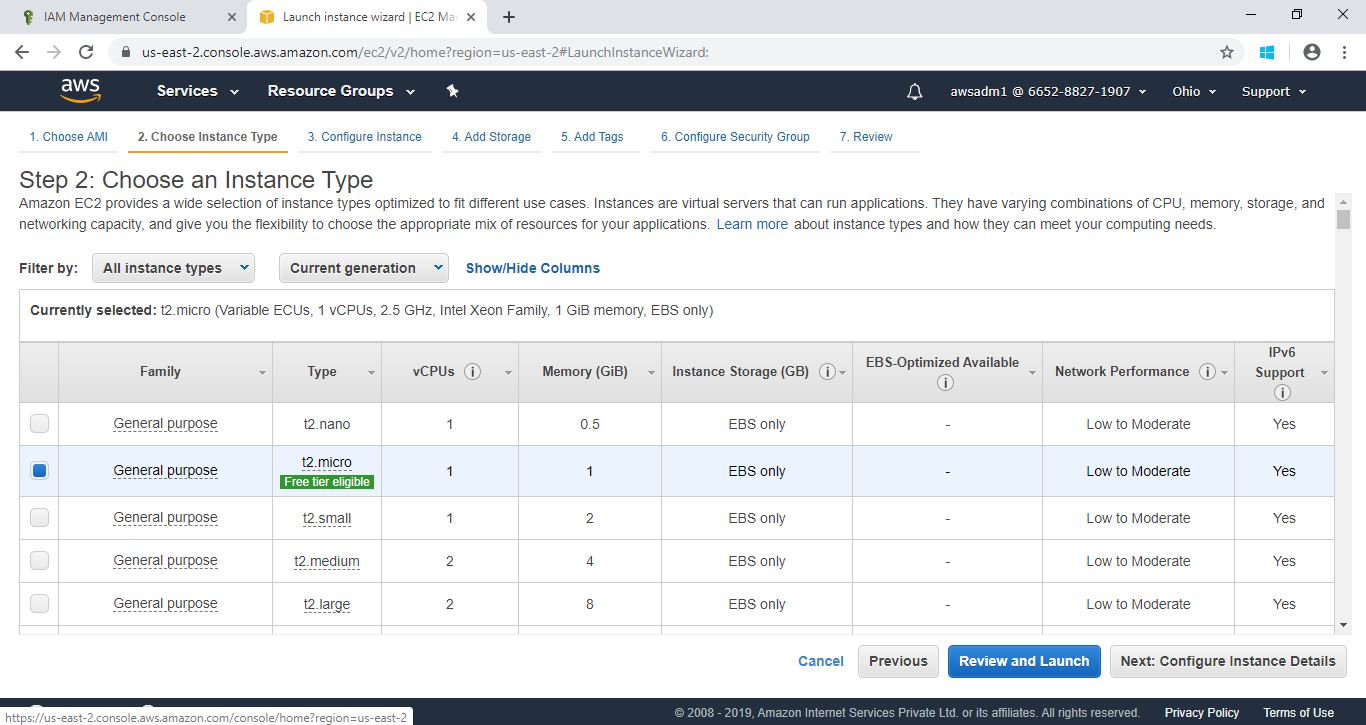 IAM Management Console
Launch instance wizard | EC2 Ma
us-east-2.console.aws.amazon.com/ec2/v2/home?region=us-east-2#LaunchInstanceWizard:
aws Services Resource Groups awsadm1 @ 6652-8827-1907 Ohio Support
1. Choose AMI 2. Choose Instance Type 3. Configure Instance 4. Add Storage 5. Add Tags 6. Configure Security Group 7. Review
Step 2: Choose an Instance Type
Amazon EC2 provides a wide selection of instance types optimized to fit different use cases. Instances are virtual servers that can run applications. They have varying combinations of CPU, memory, storage, and
networking capacity, and give you the flexibility to choose the appropriate mix of resources for your applications. Learn more about instance types and how they can meet your computing needs.
Filter by: All instance types Current generation Show/Hide Columns
Currently selected: t2.micro (Variable ECUs, 1 vCPUs, 2.5 GHz, Intel Xeon Family, 1 GiB memory, EBS only)
Family Type vCPUs Memory (GiB) Instance Storage (GB) EBS-Optimized Available Network Performance IPv6 Support
General purpose t2.nano 1 0.5 EBS only - Low to Moderate Yes
General purpose t2.micro 1 1 EBS only - Low to Moderate Yes
Free tier eligible
General purpose t2.small 1 2 EBS only - Low to Moderate Yes
General purpose t2.medium 2 4 EBS only - Low to Moderate Yes
General purpose t2.large 2 8 EBS only - Low to Moderate Yes
Cancel Previous Review and Launch Next: Configure Instance Details
© 2008 - 2019, Amazon Internet Services Private Ltd. or its affiliates. All rights reserved. Privacy Policy Terms of Use
https://us-east-2.console.aws.amazon.com/console/home?region=us-east-2